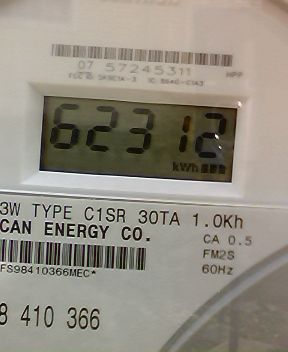 07 57245311 HPP
62312
kWh
3W TYPE C1SR 30TA 1.0Kh
CAN ENERGY CO.
CA 0.5
FM2S
FS98410366MEC*
60Hz
8 410 366